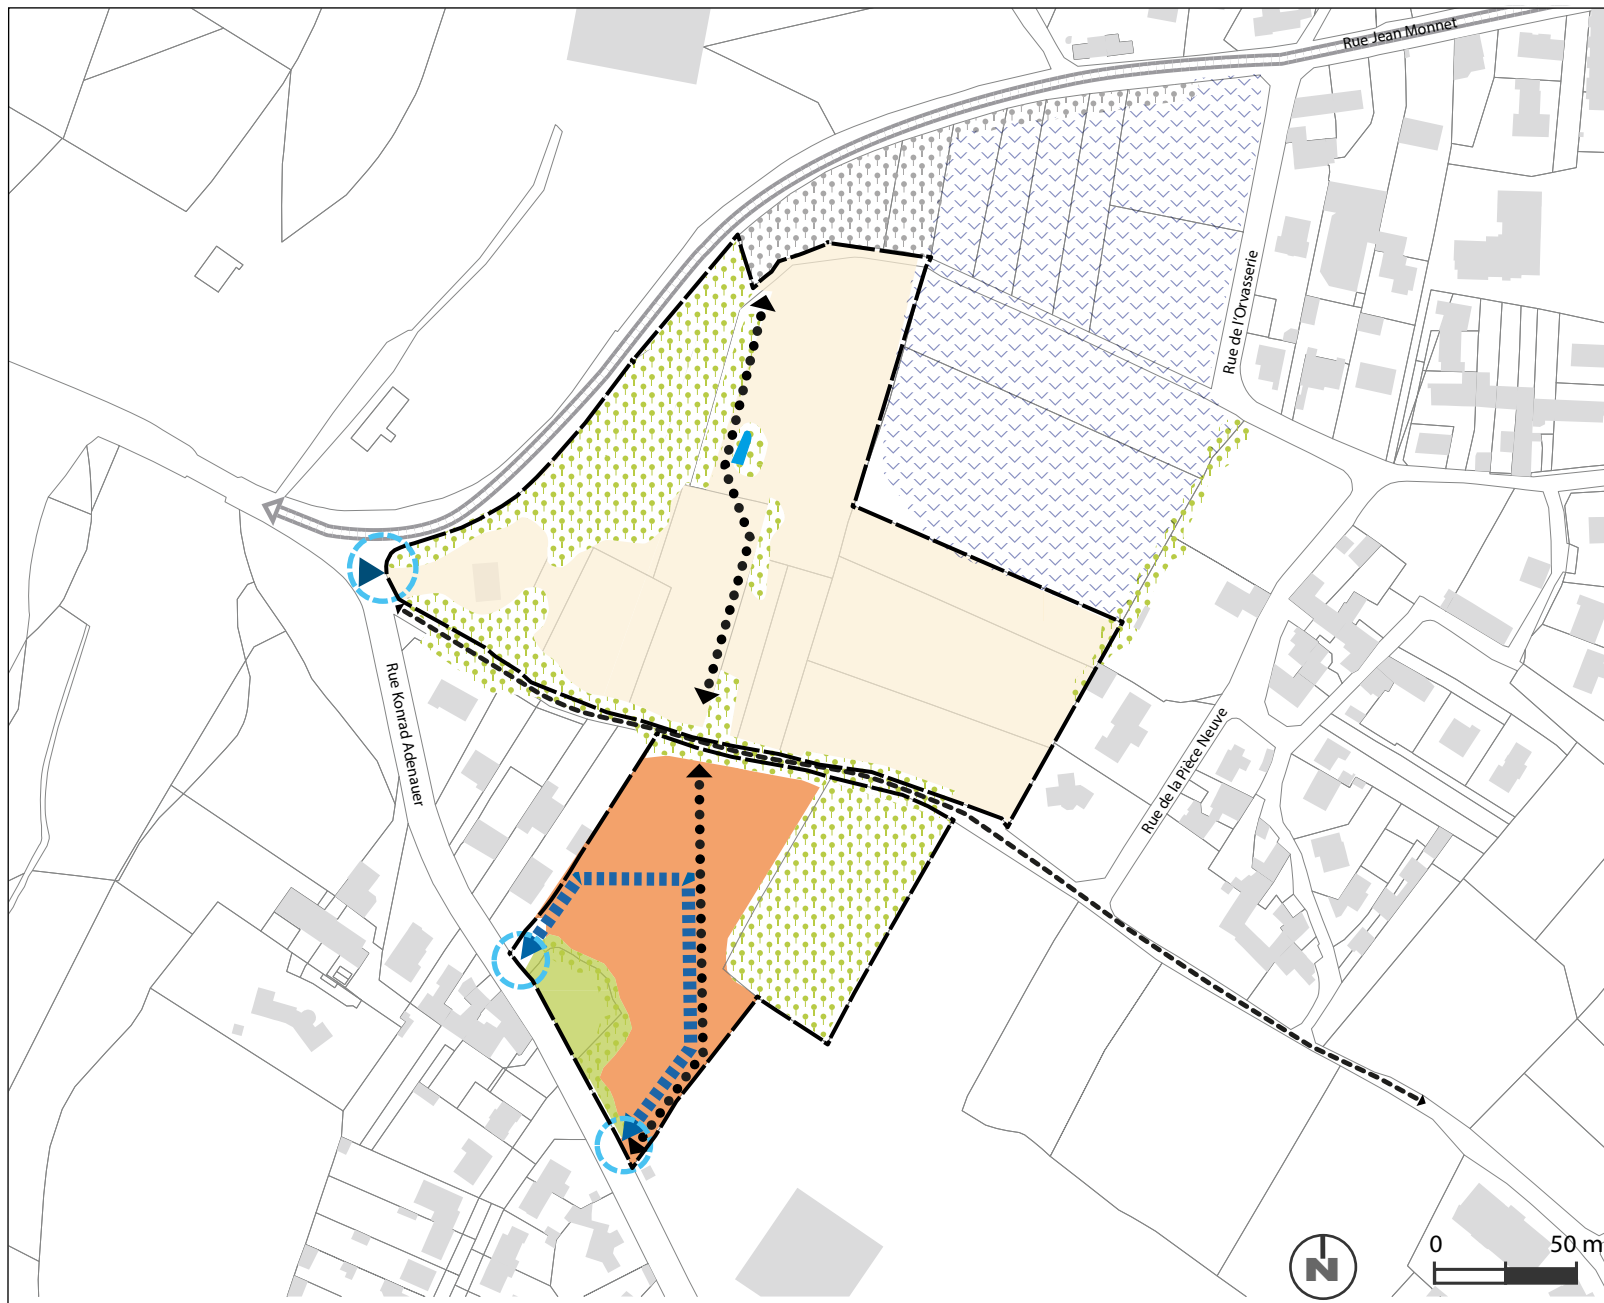 Rue Jean Monnet
Rue de l'Orvasserie
Rue Konrad Adenauer
Rue de la Pièce Neuve
N
0 50 m